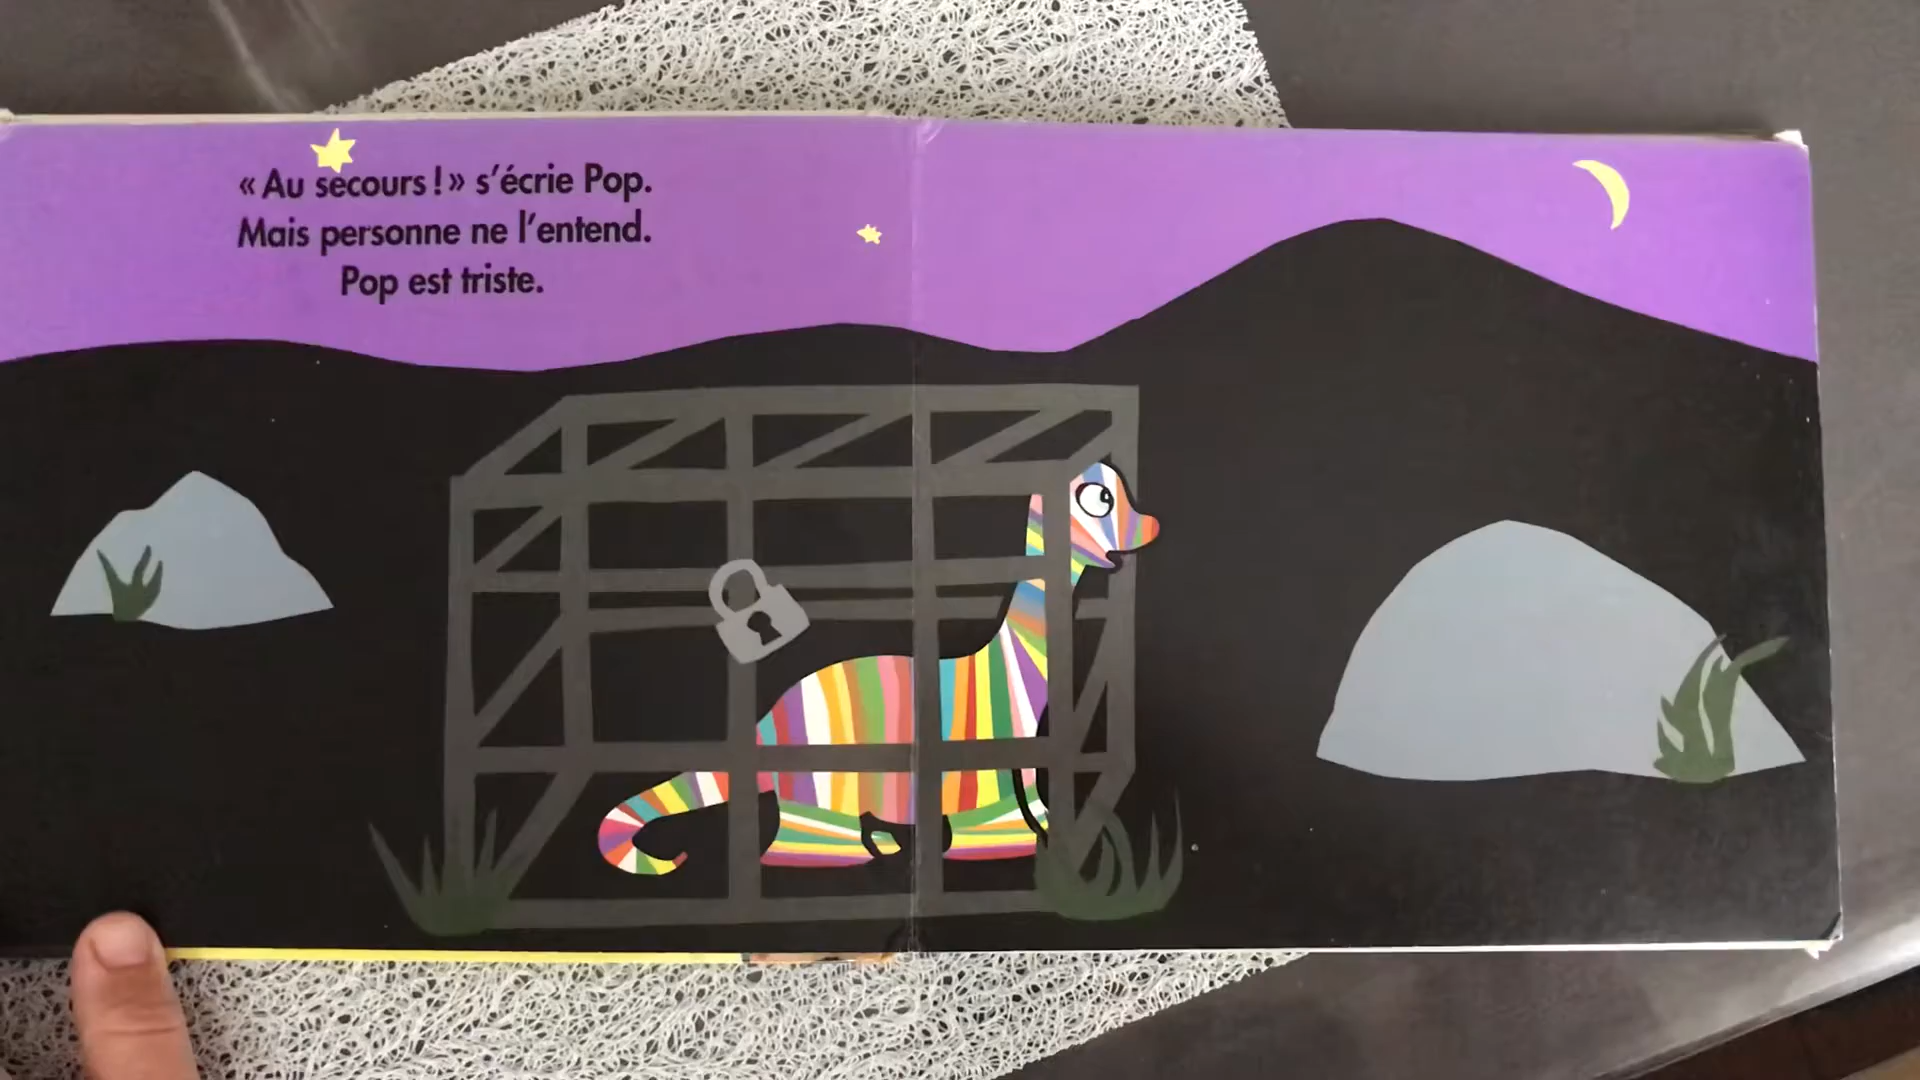 « Au secours ! » s'écrie Pop.
Mais personne ne l'entend.
Pop est triste.